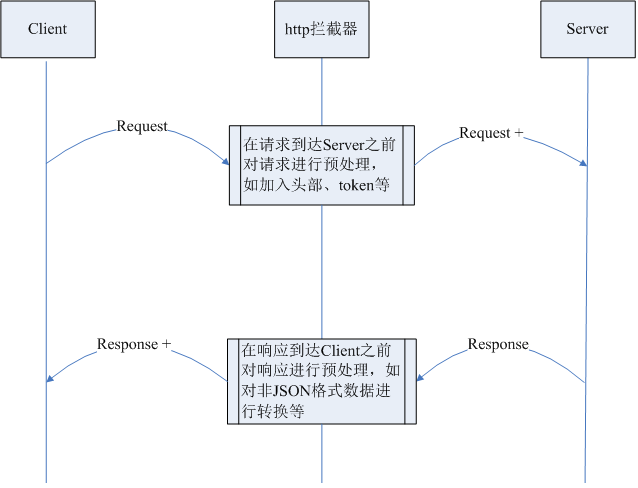 Client
http拦截器
Server
Request
Request +
在请求到达Server之前
对请求进行预处理，
如加入头部、token等
Response +
Response
在响应到达Client之前
对响应进行预处理，如
对非JSON格式数据进
行转换等